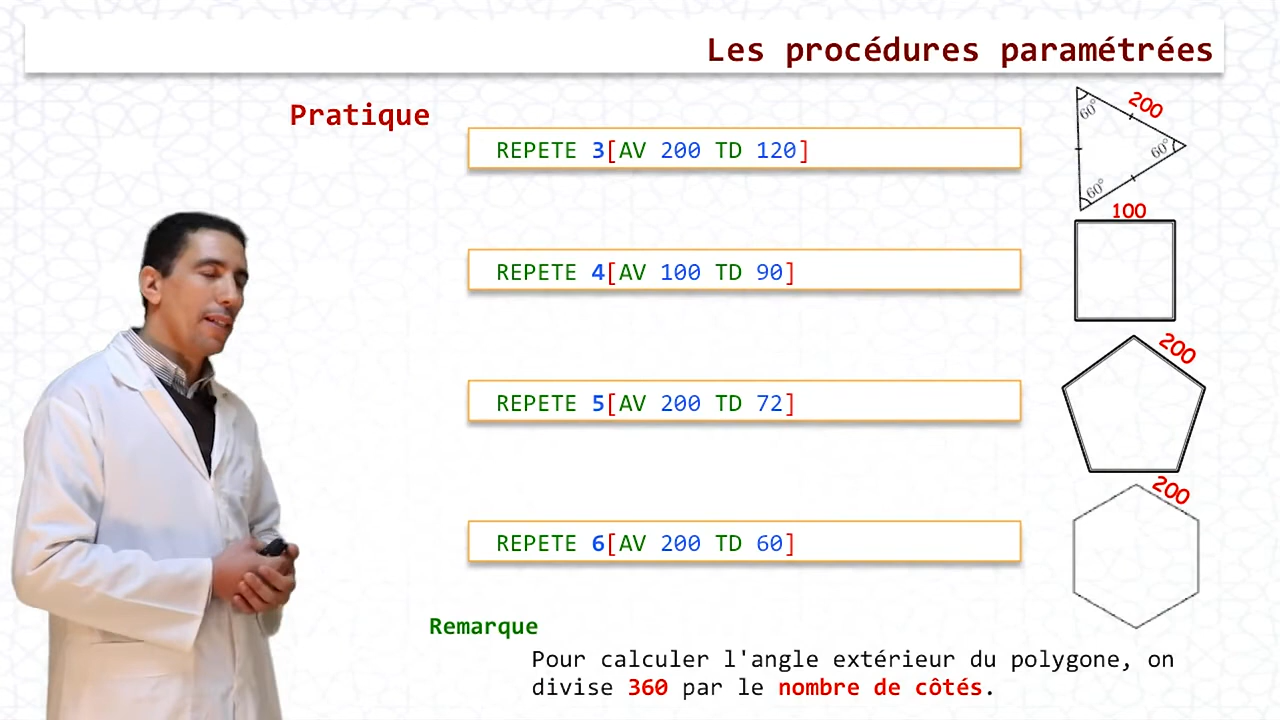 Les procédures paramétrées
Pratique
REPETE 3[AV 200 TD 120]
200
60°
60°
60°
REPETE 4[AV 100 TD 90]
100
REPETE 5[AV 200 TD 72]
200
REPETE 6[AV 200 TD 60]
200
Remarque
Pour calculer l'angle extérieur du polygone, on
divise 360 par le nombre de côtés.